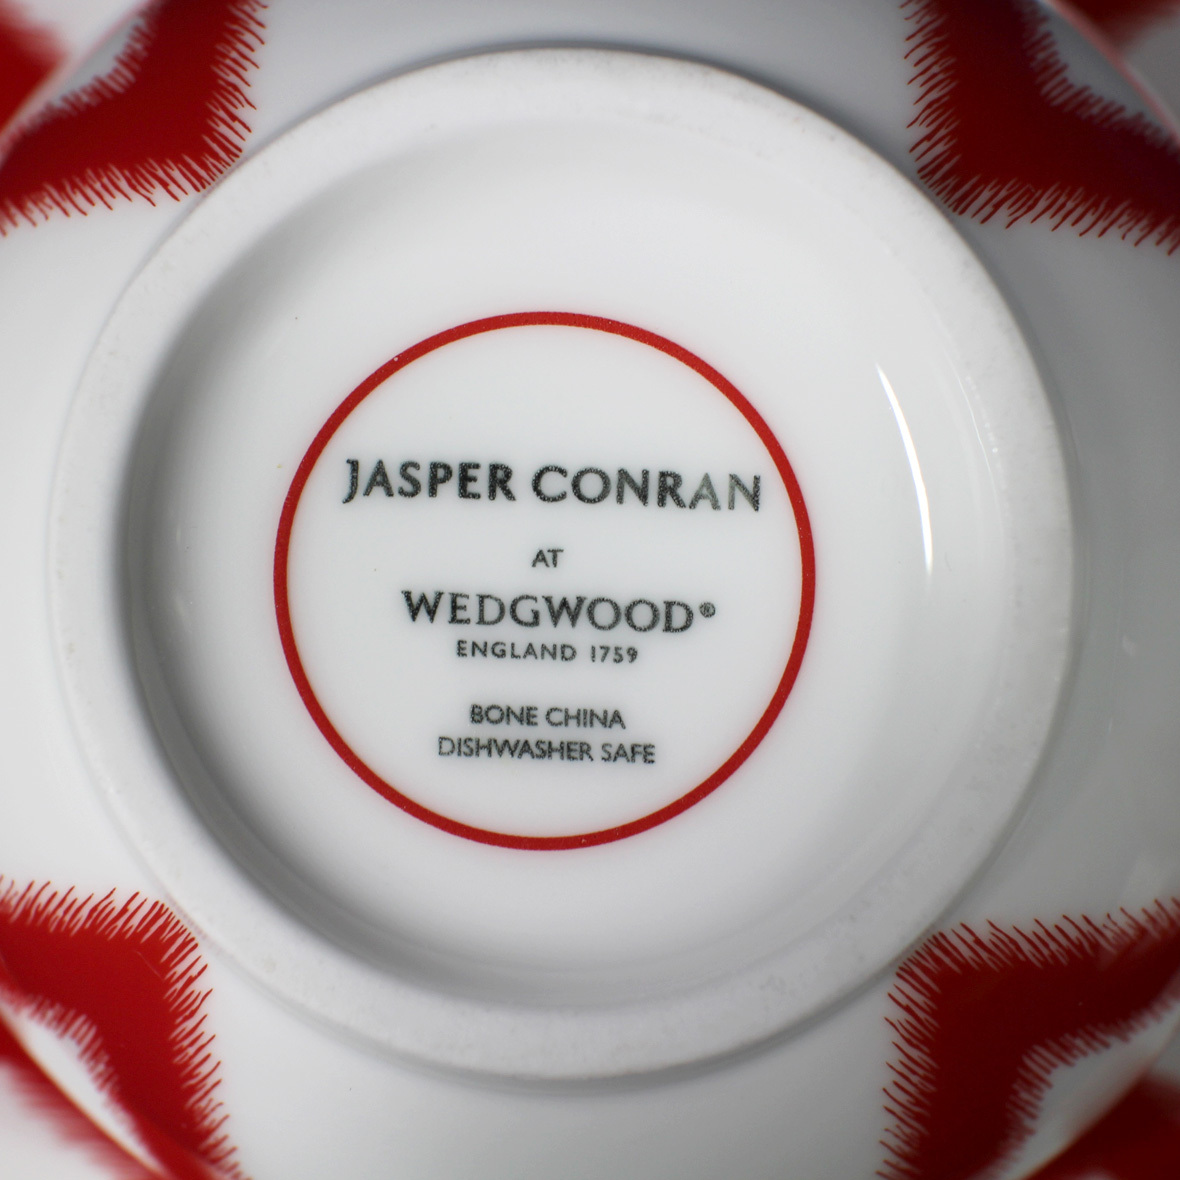 JASPER CONRAN
AT
WEDGWOOD®
ENGLAND 1759
BONE CHINA
DISHWASHER SAFE